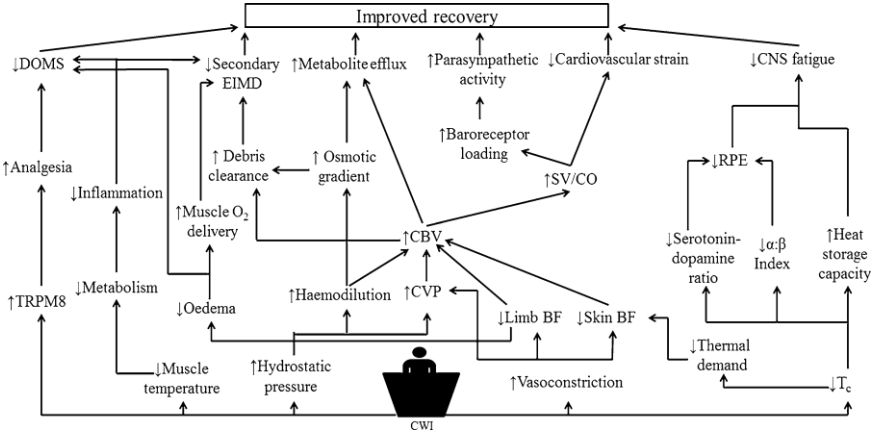 Improved recovery
↓DOMS
↓Secondary
EIMD
↑Metabolite efflux
↑Parasympathetic
activity
↓Cardiovascular strain
↓CNS fatigue
↑Baroreceptor
loading
↑Analgesia
↑ Debris
clearance
↑ Osmotic
gradient
↓RPE
↑SV/CO
↓Inflammation
↑Muscle O₂
delivery
↑CBV
↓Serotonin-
dopamine
ratio
↓α:β
Index
↑Heat
storage
capacity
↑TRPM8
↓Metabolism
↓Oedema
↑Haemodilution
↑CVP
↓Limb BF
↓Skin BF
↓Thermal
demand
↓Muscle
temperature
↑Hydrostatic
pressure
↑Vasoconstriction
↓Tc
CWI